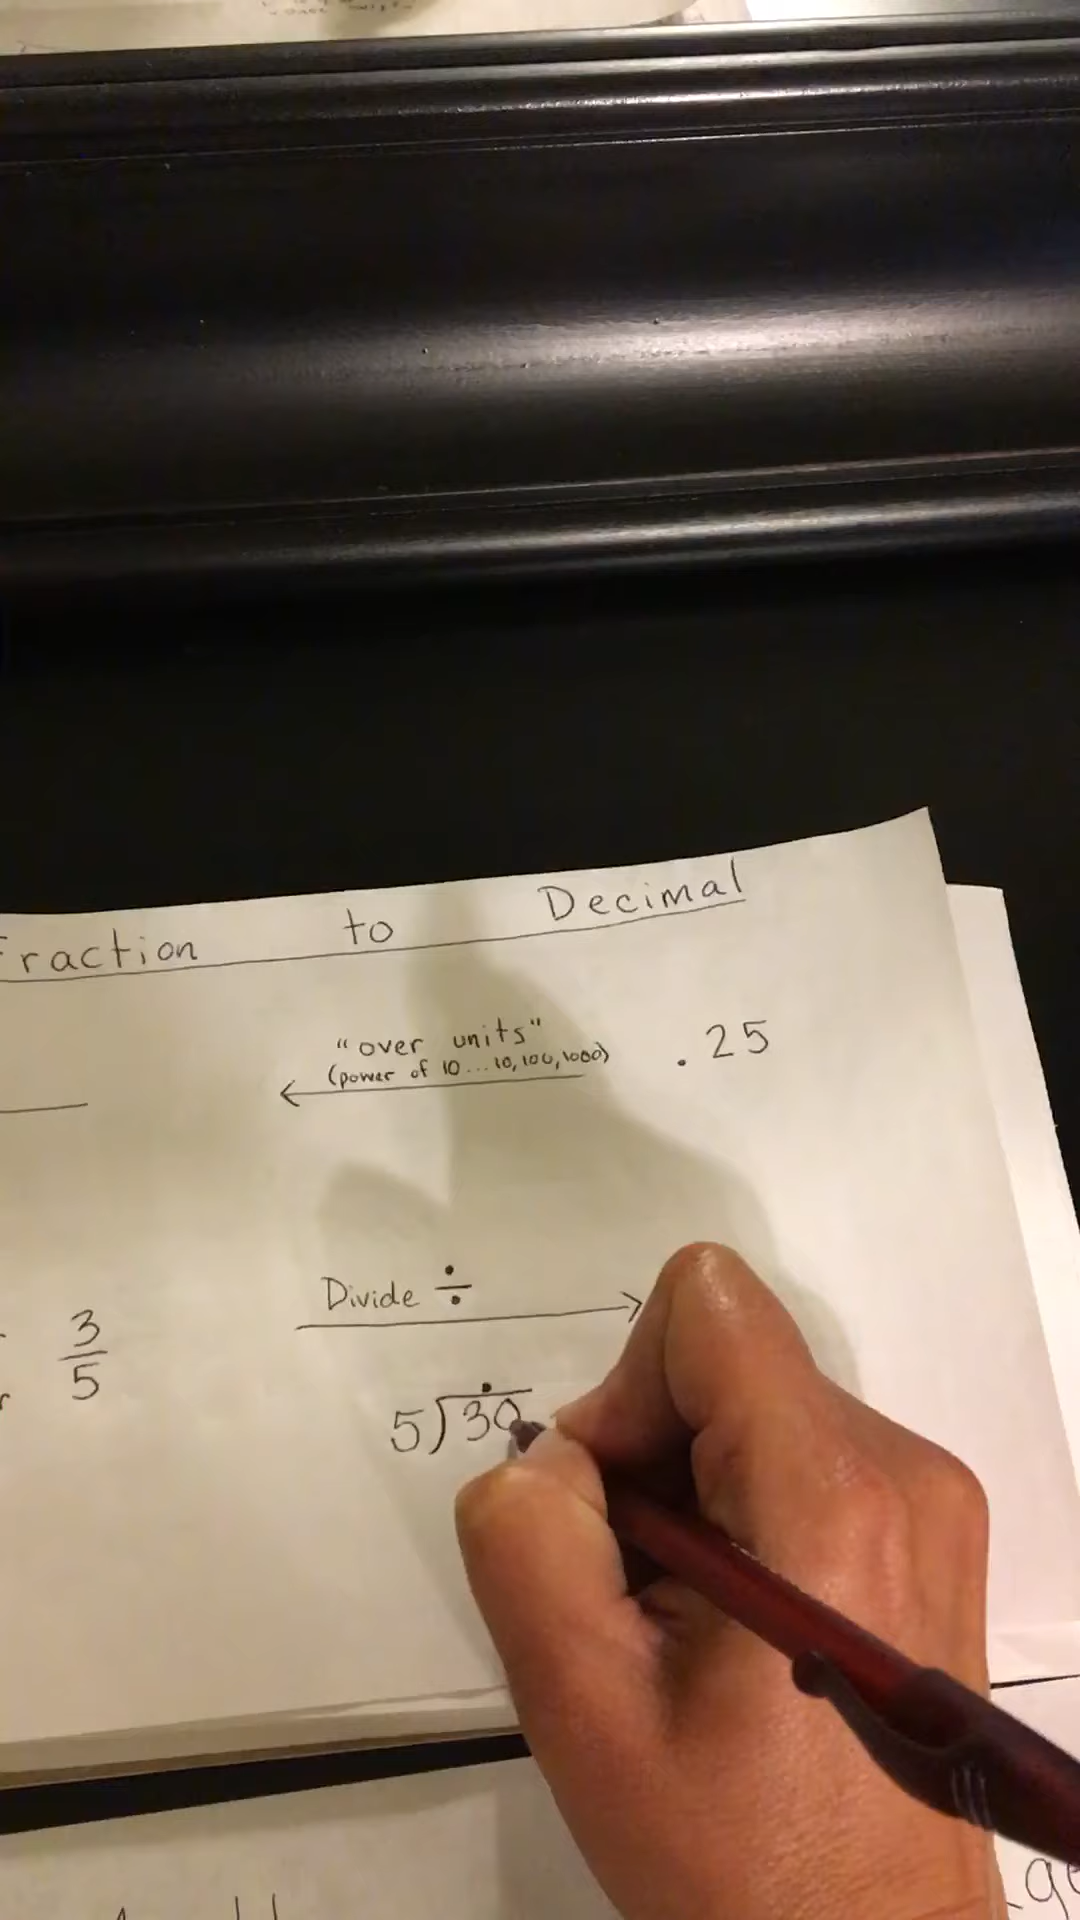 Fraction to Decimal
"over units"
(power of 10...10,100,1000)
.25
Divide ÷
3
5
5)30